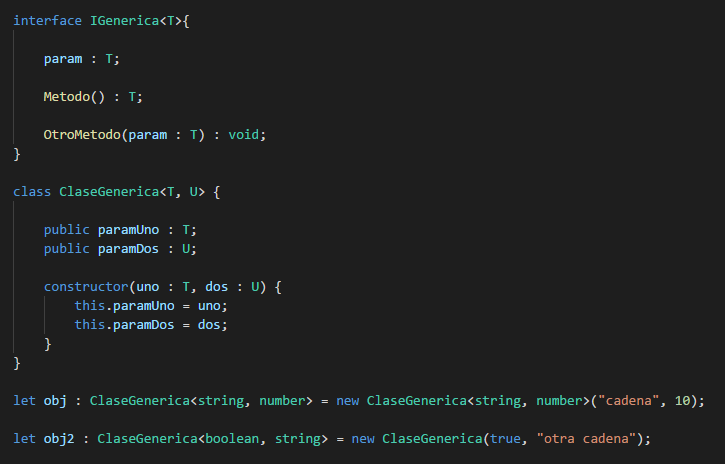 interface IGenerica<T>{
param : T;
Metodo() : T;
OtroMetodo(param : T) : void;
}
class ClaseGenerica<T, U> {
public paramUno : T;
public paramDos : U;
constructor(uno : T, dos : U) {
this.paramUno = uno;
this.paramDos = dos;
}
}
let obj : ClaseGenerica<string, number> = new ClaseGenerica<string, number>("cadena", 10);
let obj2 : ClaseGenerica<boolean, string> = new ClaseGenerica(true, "otra cadena");